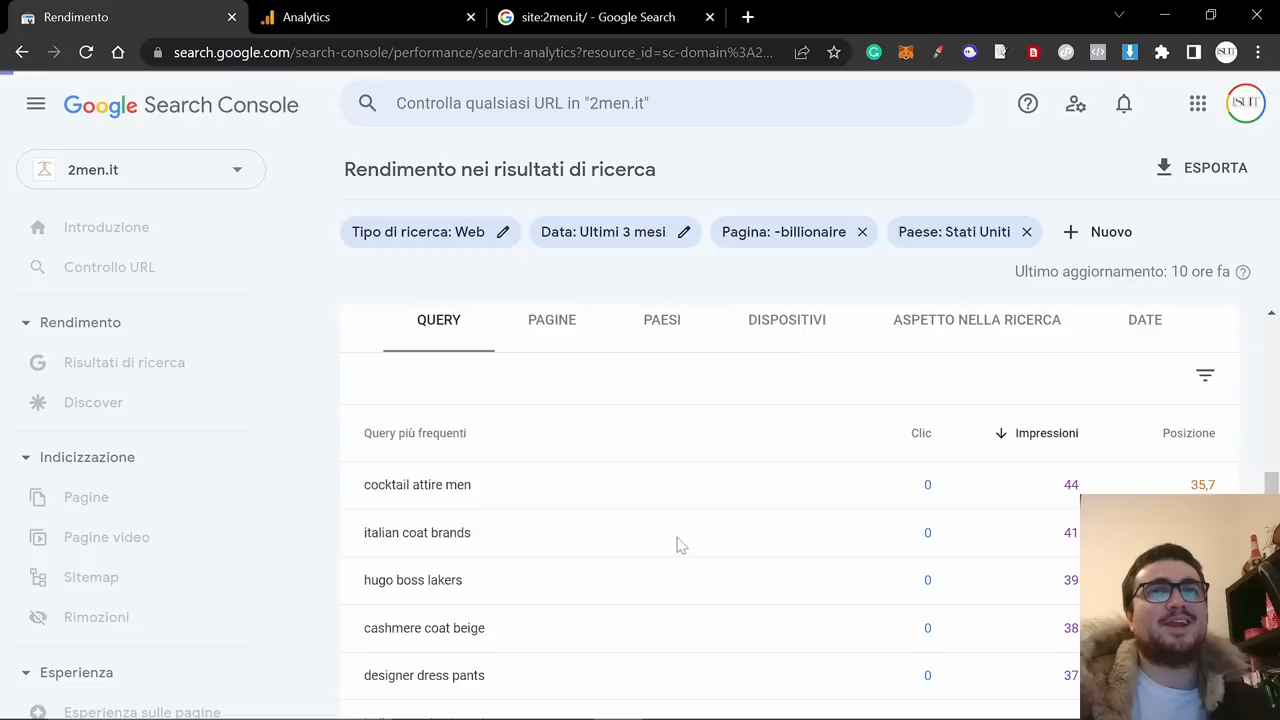 Rendimento
Analytics
site:2men.it/ - Google Search
search.google.com/search-console/performance/search-analytics?resource_id=sc-domain%3A2...
Google Search Console
Controlla qualsiasi URL in "2men.it"
2men.it
Rendimento nei risultati di ricerca
ESPORTA
Tipo di ricerca: Web
Data: Ultimi 3 mesi
Pagina: -billionaire
Paese: Stati Uniti
Nuovo
Ultimo aggiornamento: 10 ore fa
Introduzione
Controllo URL
Rendimento
Risultati di ricerca
Discover
Indicizzazione
Pagine
Pagine video
Sitemap
Rimozioni
Esperienza
Esperienza sulle pagine
QUERY PAGINE PAESI DISPOSITIVI ASPETTO NELLA RICERCA DATE
Query più frequenti Clic Impressioni Posizione
cocktail attire men 0 44 35,7
italian coat brands 0 41
hugo boss lakers 0 39
cashmere coat beige 0 38
designer dress pants 0 37